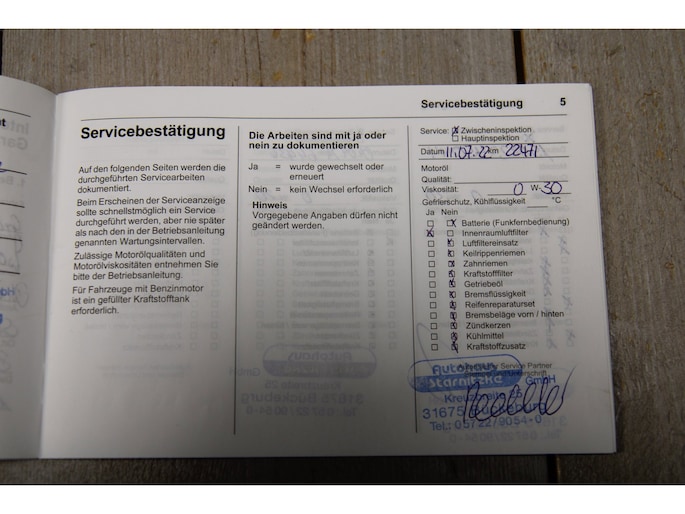 Servicebestätigung 5
Servicebestätigung
Auf den folgenden Seiten werden die
durchgeführten Servicearbeiten
dokumentiert.
Beim Erscheinen der Serviceanzeige
sollte schnellstmöglich ein Service
durchgeführt werden, aber nie später
als nach den in der Betriebsanleitung
genannten Wartungsintervallen.
Zulässige Motorölqualitäten und
Motorölviskositäten entnehmen Sie
bitte der Betriebsanleitung.
Für Fahrzeuge mit Benzinmotor
ist ein gefüllter Kraftstofftank
erforderlich.
Die Arbeiten sind mit ja oder
nein zu dokumentieren
Ja = wurde gewechselt oder
erneuert
Nein = kein Wechsel erforderlich
Hinweis
Vorgegebene Angaben dürfen nicht
geändert werden.
Service: Zwischeninspektion
Hauptinspektion
Datum 11.07.22 km 22471
Motoröl
Qualität:
Viskosität: 0 W-30
Gefrierschutz, Kühlflüssigkeit °C
Ja Nein
Batterie (Funkfernbedienung)
Innenraumluftfilter
Luftfiltereinsatz
Keilrippenriemen
Zahnriemen
Kraftstofffilter
Getriebeöl
Bremsflüssigkeit
Reifenreparaturset
Bremsbeläge vorn / hinten
Zündkerzen
Kühlmittel
Kraftstoffzusatz
Service Partner
Autohaus
Starnitzke GmbH
31675 Bückeburg
Tel.: 05722/9054-0